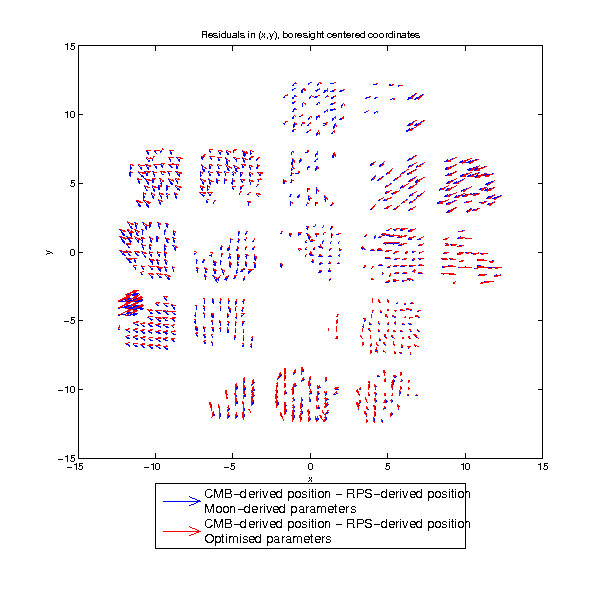 Residuals in (x,y), boresight centered coordinates
15
10
5
0
−5
−10
−15
y
−15
−10
−5
0
5
10
15
x
CMB−derived position − RPS−derived position
Moon−derived parameters
CMB−derived position − RPS−derived position
Optimised parameters